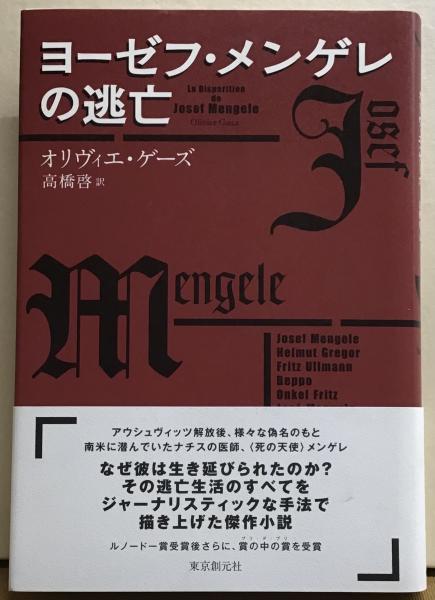 ヨーゼフ・メンゲレ
の逃亡
La Disparition
de
Josef Mengele
Olivier Guez
オリヴィエ・ゲーズ
高橋啓 訳
Josef
Mengele
Josef Mengele
Helmut Gregor
Fritz Ullmann
Beppo
Onkel Fritz
アウシュヴィッツ解放後、様々な偽名のもと
南米に潜んでいたナチスの医師、〈死の天使〉メンゲレ
なぜ彼は生き延びられたのか?
その逃亡生活のすべてを
ジャーナリスティックな手法で
描き上げた傑作小説
ルノードー賞受賞後さらに、賞の中の賞を受賞
東京創元社